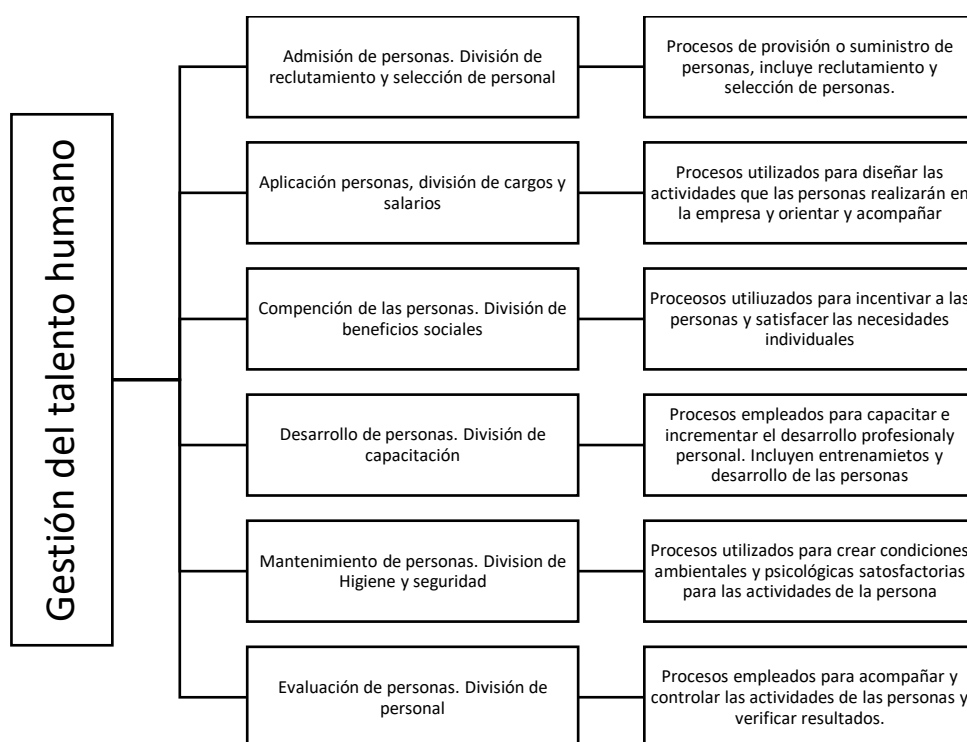 Gestión del talento humano
Admisión de personas. División de
reclutamiento y selección de personal
Procesos de provisión o suministro de
personas, incluye reclutamiento y
selección de personas.
Aplicación personas, división de cargos y
salarios
Procesos utilizados para diseñar las
actividades que las personas realizarán en
la empresa y orientar y acompañar
Compención de las personas. División de
beneficios sociales
Proceosos utiliuzados para incentivar a las
personas y satisfacer las necesidades
individuales
Desarrollo de personas. División de
capacitación
Procesos empleados para capacitar e
incrementar el desarrollo profesionaly
personal. Incluyen entrenamietos y
desarrollo de las personas
Mantenimiento de personas. Division de
Higiene y seguridad
Procesos utilizados para crear condiciones
ambientales y psicológicas satosfactorias
para las actividades de la persona
Evaluación de personas. División de
personal
Procesos empleados para acompañar y
controlar las actividades de las personas y
verificar resultados.